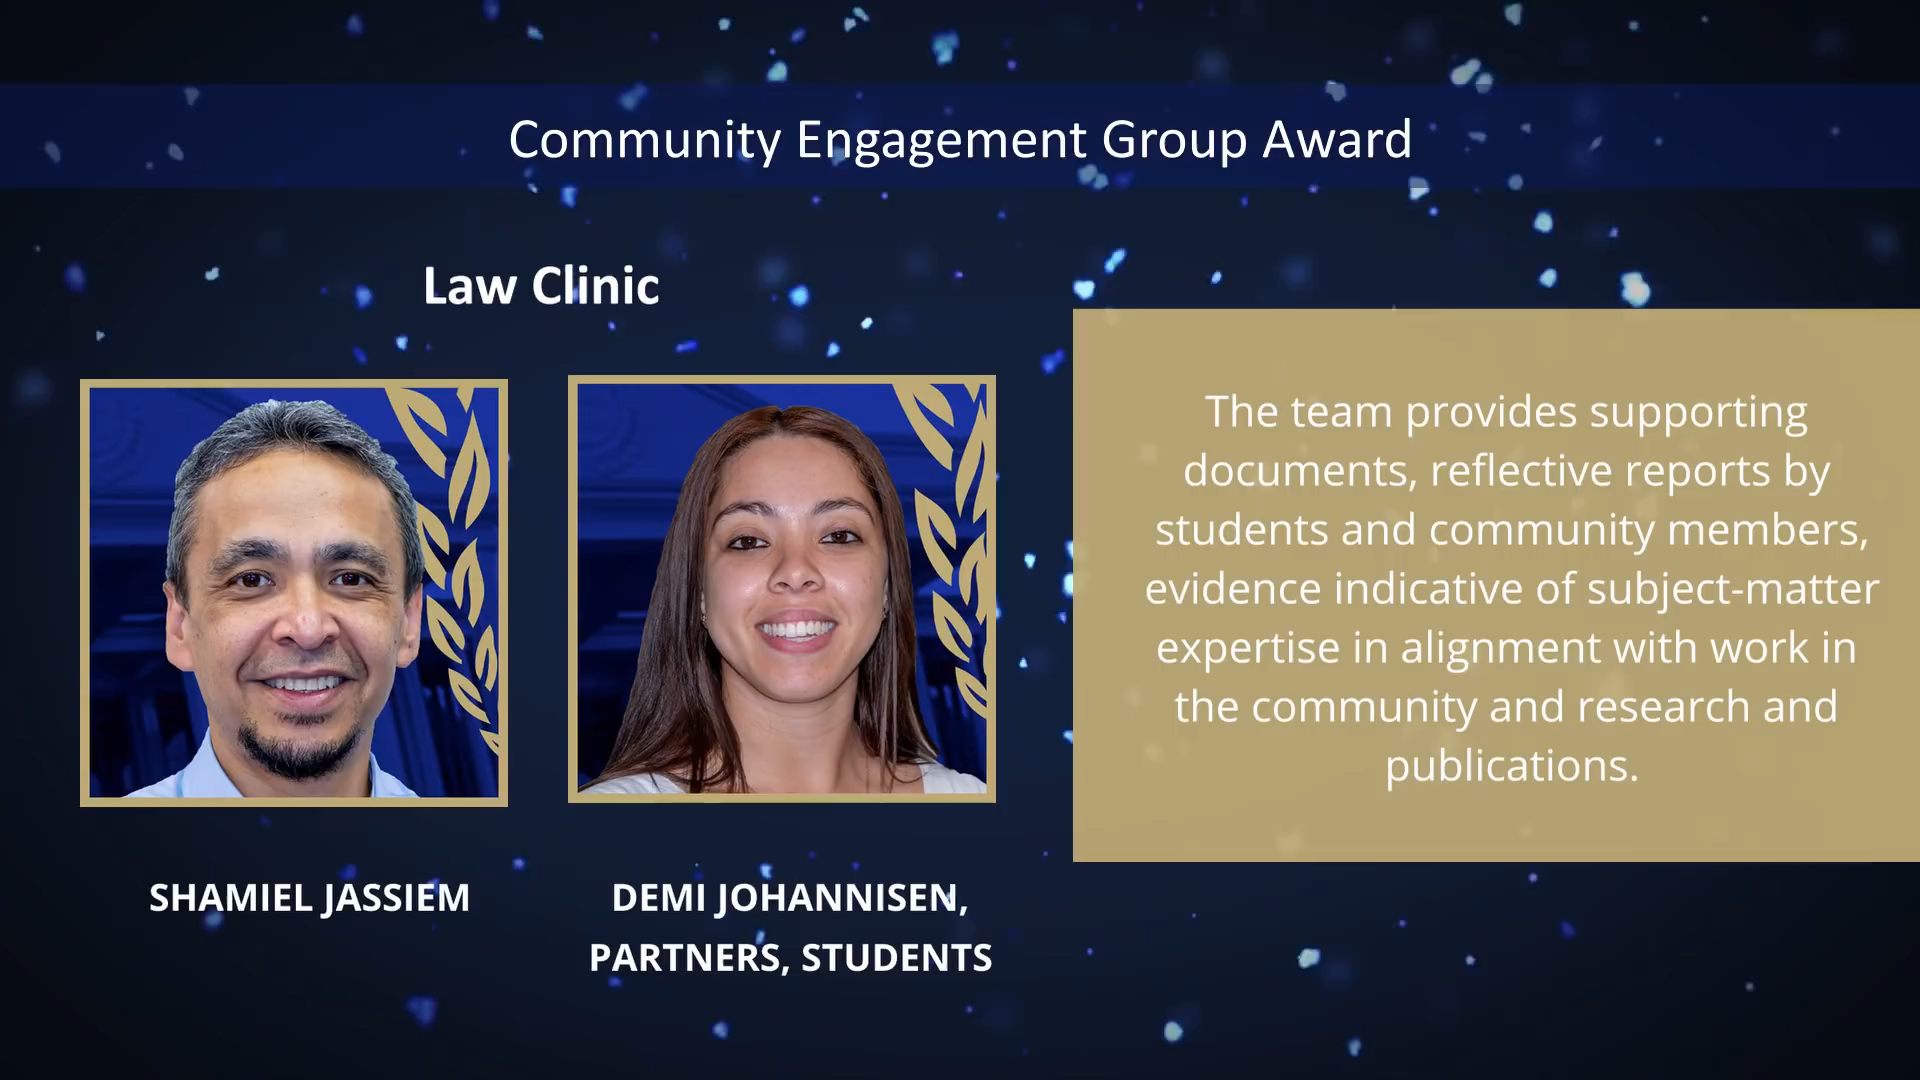 Community Engagement Group Award
Law Clinic
SHAMIEL JASSIEM
DEMI JOHANNISEN,
PARTNERS, STUDENTS
The team provides supporting
documents, reflective reports by
students and community members,
evidence indicative of subject-matter
expertise in alignment with work in
the community and research and
publications.